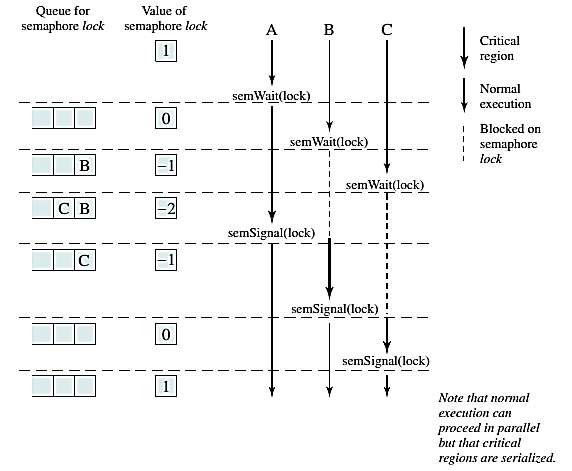 Queue for
semaphore lock
Value of
semaphore lock
A
B
C
1
Critical
region
Normal
execution
Blocked on
semaphore
lock
semWait(lock)
0
semWait(lock)
B
−1
semWait(lock)
C B
−2
semSignal(lock)
C
−1
semSignal(lock)
0
semSignal(lock)
1
Note that normal
execution can
proceed in parallel
but that critical
regions are serialized.